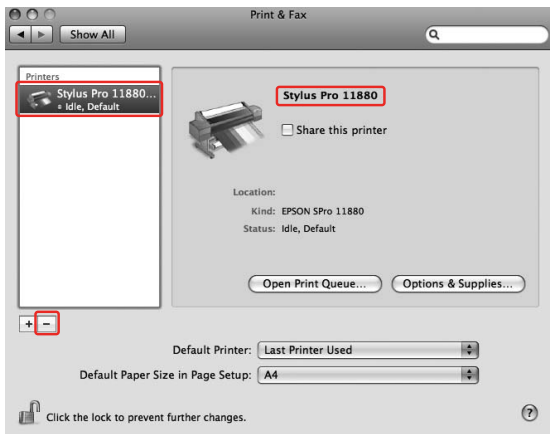 Print & Fax
Show All
Printers
Stylus Pro 11880...
Idle, Default
Stylus Pro 11880
Share this printer
Location:
Kind: EPSON SPro 11880
Status: Idle, Default
Open Print Queue...
Options & Supplies...
+ −
Default Printer: Last Printer Used
Default Paper Size in Page Setup: A4
Click the lock to prevent further changes.
?